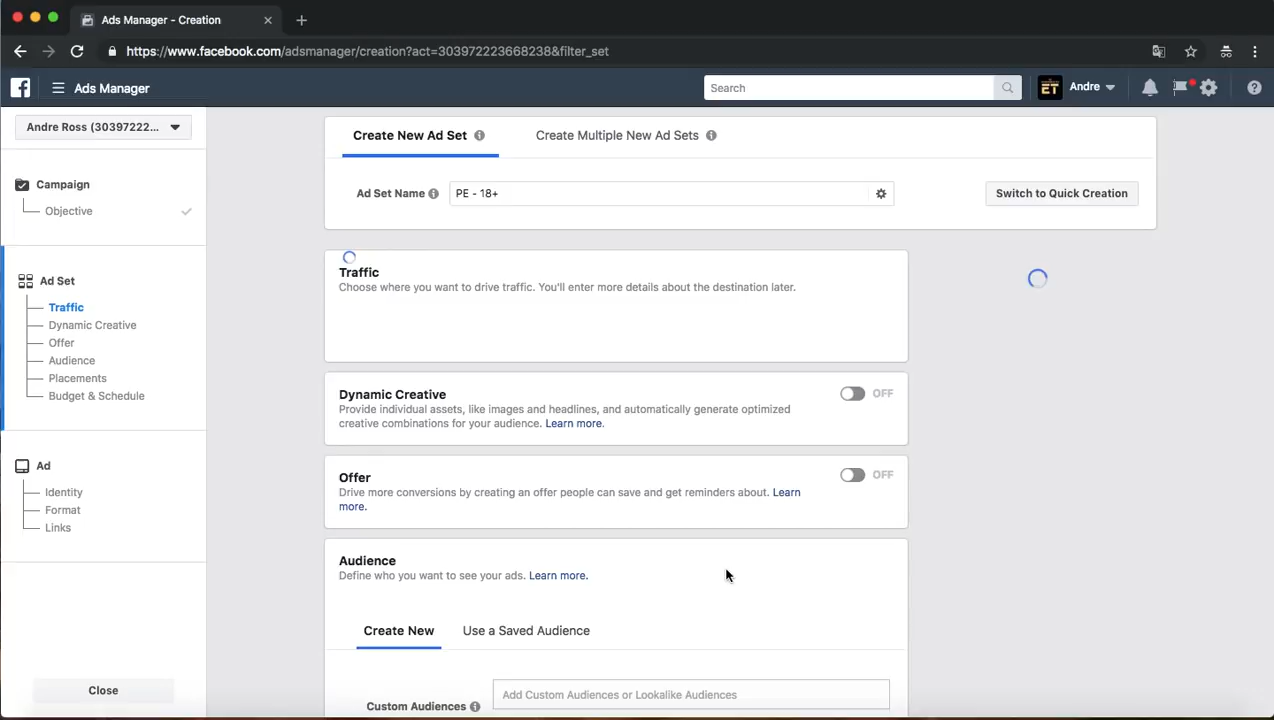 Ads Manager - Creation
https://www.facebook.com/adsmanager/creation?act=303972223668238&filter_set
Ads Manager
Search
ET
Andre
Andre Ross (30397222...
Create New Ad Set
Create Multiple New Ad Sets
Ad Set Name
PE - 18+
Switch to Quick Creation
Campaign
Objective
Ad Set
Traffic
Dynamic Creative
Offer
Audience
Placements
Budget & Schedule
Ad
Identity
Format
Links
Close
Traffic
Choose where you want to drive traffic. You'll enter more details about the destination later.
Dynamic Creative
OFF
Provide individual assets, like images and headlines, and automatically generate optimized
creative combinations for your audience. Learn more.
Offer
OFF
Drive more conversions by creating an offer people can save and get reminders about. Learn
more.
Audience
Define who you want to see your ads. Learn more.
Create New
Use a Saved Audience
Custom Audiences
Add Custom Audiences or Lookalike Audiences